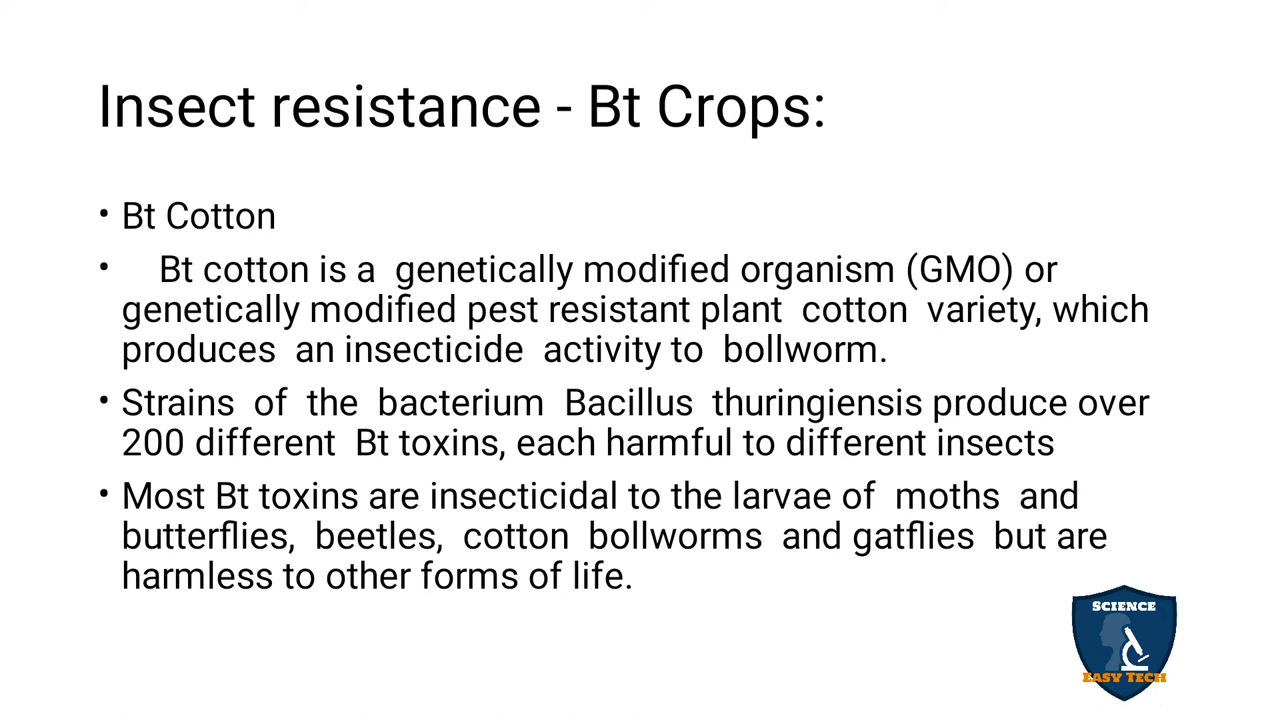 Insect resistance - Bt Crops:
• Bt Cotton
• Bt cotton is a genetically modified organism (GMO) or
genetically modified pest resistant plant cotton variety, which
produces an insecticide activity to bollworm.
• Strains of the bacterium Bacillus thuringiensis produce over
200 different Bt toxins, each harmful to different insects
• Most Bt toxins are insecticidal to the larvae of moths and
butterflies, beetles, cotton bollworms and gatflies but are
harmless to other forms of life.
SCIENCE
EASY TECH